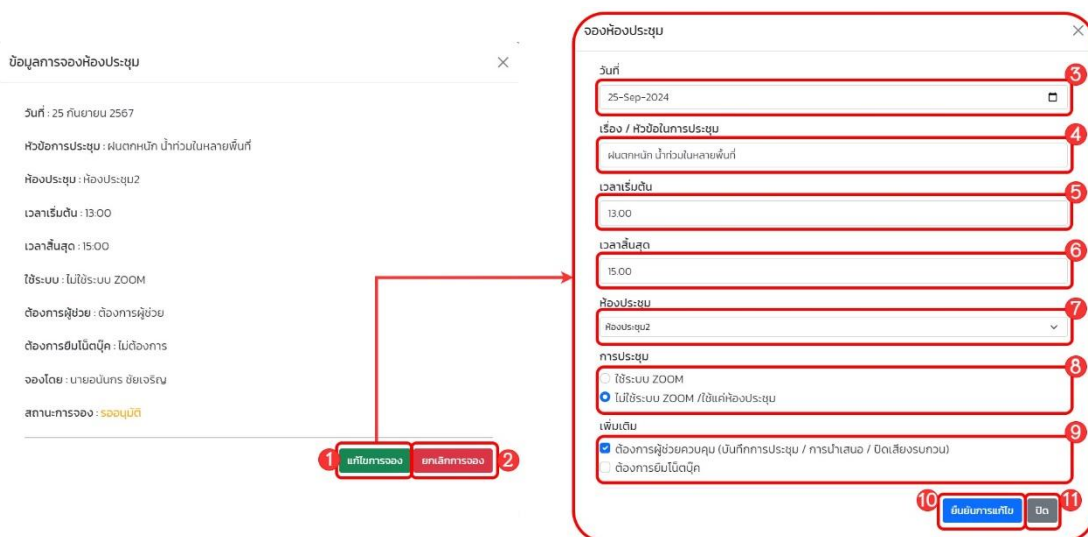 ข้อมูลการจองห้องประชุม
วันที่ : 25 กันยายน 2567
หัวข้อการประชุม : ฝนตกหนัก น้ำท่วมในหลายพื้นที่
ห้องประชุม : ห้องประชุม2
เวลาเริ่มต้น : 13:00
เวลาสิ้นสุด : 15:00
ใช้ระบบ : ไม่ใช้ระบบ ZOOM
ต้องการผู้ช่วย : ต้องการผู้ช่วย
ต้องการยืมโน๊ตบุ๊ค : ไม่ต้องการ
จองโดย : นายอนันทร ชัยเจริญ
สถานะการจอง : รออนุมัติ
1 แก้ไขการจอง ยกเลิกการจอง 2
จองห้องประชุม
วันที่ 3
25-Sep-2024
เรื่อง / หัวข้อในการประชุม 4
ฝนตกหนัก น้ำท่วมในหลายพื้นที่
เวลาเริ่มต้น 5
13.00
เวลาสิ้นสุด 6
15.00
ห้องประชุม 7
ห้องประชุม2
การประชุม 8
ใช้ระบบ ZOOM
ไม่ใช้ระบบ ZOOM /ใช้แค่ห้องประชุม
เพิ่มเติม 9
ต้องการผู้ช่วยควบคุม (บันทึกการประชุม / การนำเสนอ / ปิดเสียงรบกวน)
ต้องการยืมโน๊ตบุ๊ค
10 ยืนยันการแก้ไข ปิด 11